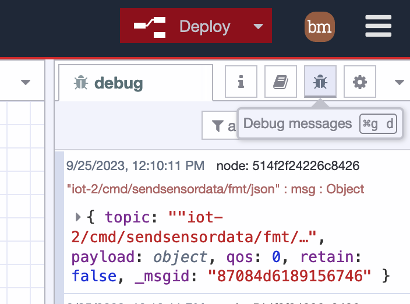 Deploy
bm
debug
i
Debug messages ⌘g d
a
9/25/2023, 12:10:11 PM node: 514f2f24226c8426
"iot-2/cmd/sendsensordata/fmt/json" : msg : Object
{ topic: ""iot-
2/cmd/sendsensordata/fmt/…",
payload: object, qos: 0, retain:
false, _msgid: "87084d6189156746" }